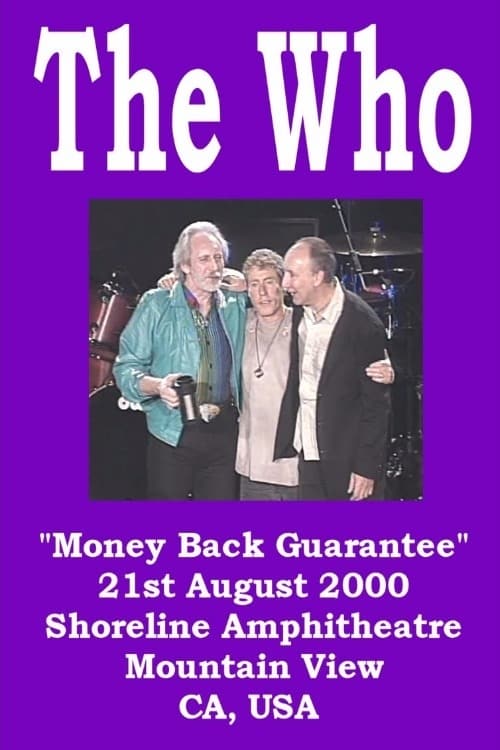 The Who
"Money Back Guarantee"
21st August 2000
Shoreline Amphitheatre
Mountain View
CA, USA